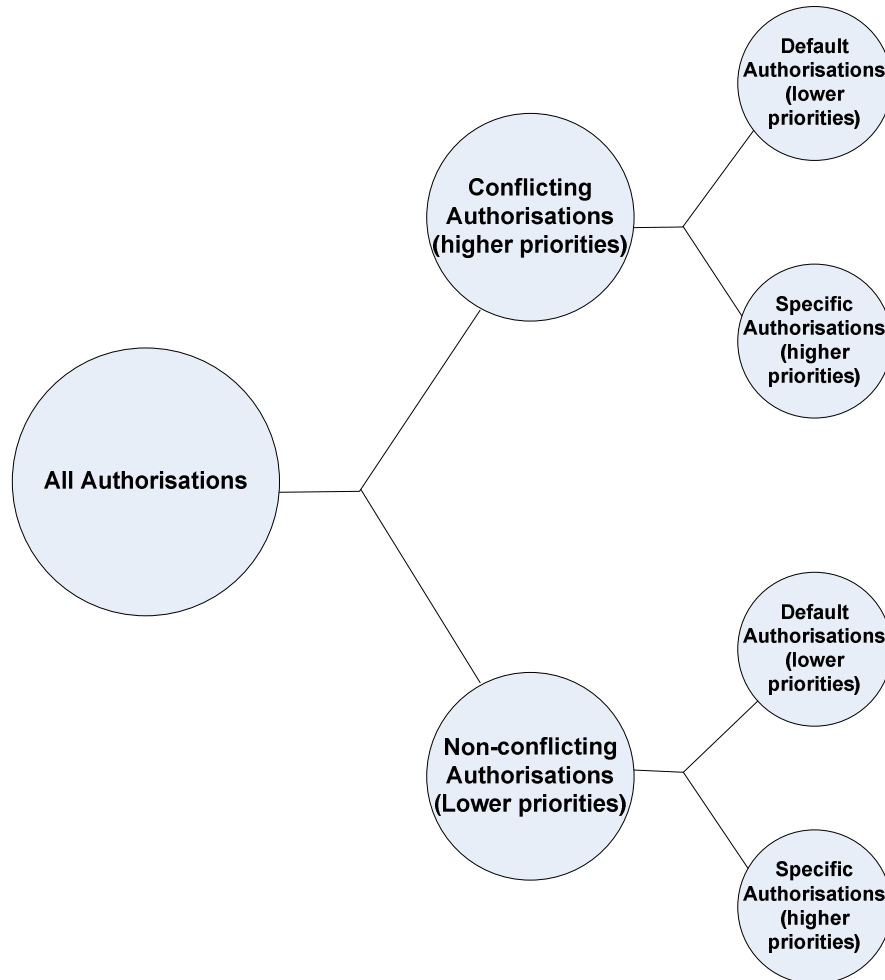 Default
Authorisations
(lower
priorities)
Conflicting
Authorisations
(higher priorities)
Specific
Authorisations
(higher
priorities)
All Authorisations
Default
Authorisations
(lower
priorities)
Non-conflicting
Authorisations
(Lower priorities)
Specific
Authorisations
(higher
priorities)